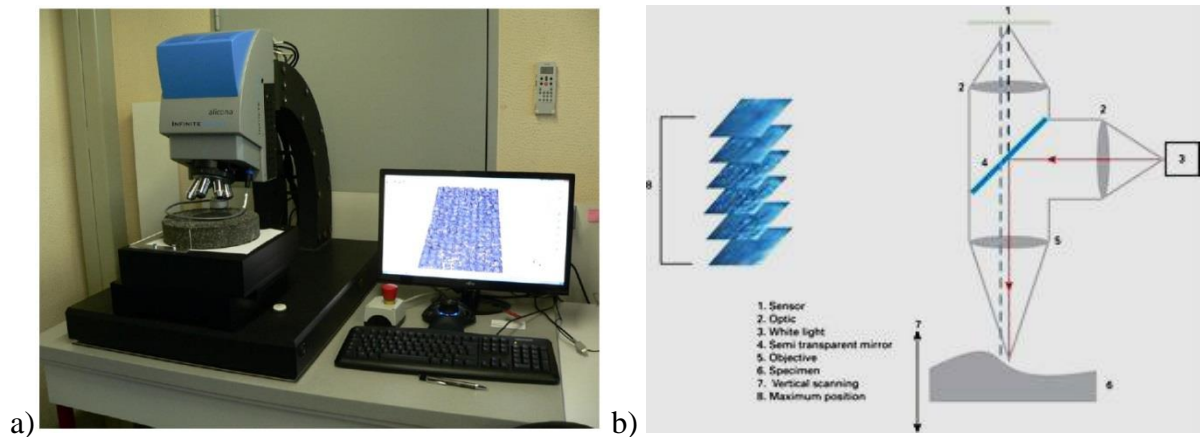 alicona
INFINITE
1
2
2
3
4
5
8
1. Sensor
2. Optic
3. White light
4. Semi transparent mirror
5. Objective
6. Specimen
7. Vertical scanning
8. Maximum position
7
6
a)
b)